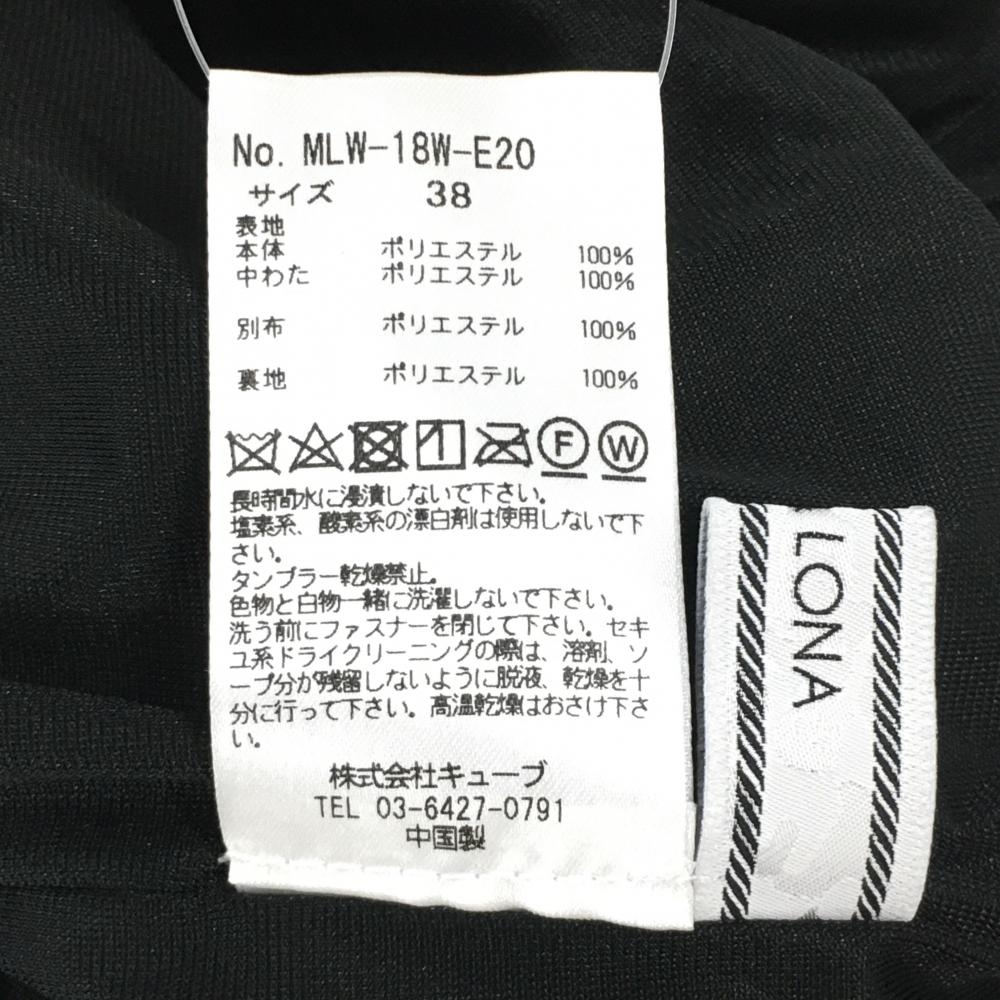 No. MLW-18W-E20
サイズ 38
表地
本体 ポリエステル 100%
中わた ポリエステル 100%
別布 ポリエステル 100%
裏地 ポリエステル 100%
F W
長時間水に浸漬しないで下さい。
塩素系、酸素系の漂白剤は使用しないで下
さい。
タンブラー乾燥禁止。
色物と白物一緒に洗濯しないで下さい。
洗う前にファスナーを閉じて下さい。セキ
ユ系ドライクリーニングの際は、溶剤、ソ
ープ分が残留しないように脱液、乾燥を十
分に行って下さい。高温乾燥はおさけ下さ
い。
株式会社キューブ
TEL 03-6427-0791
中国製
LONA